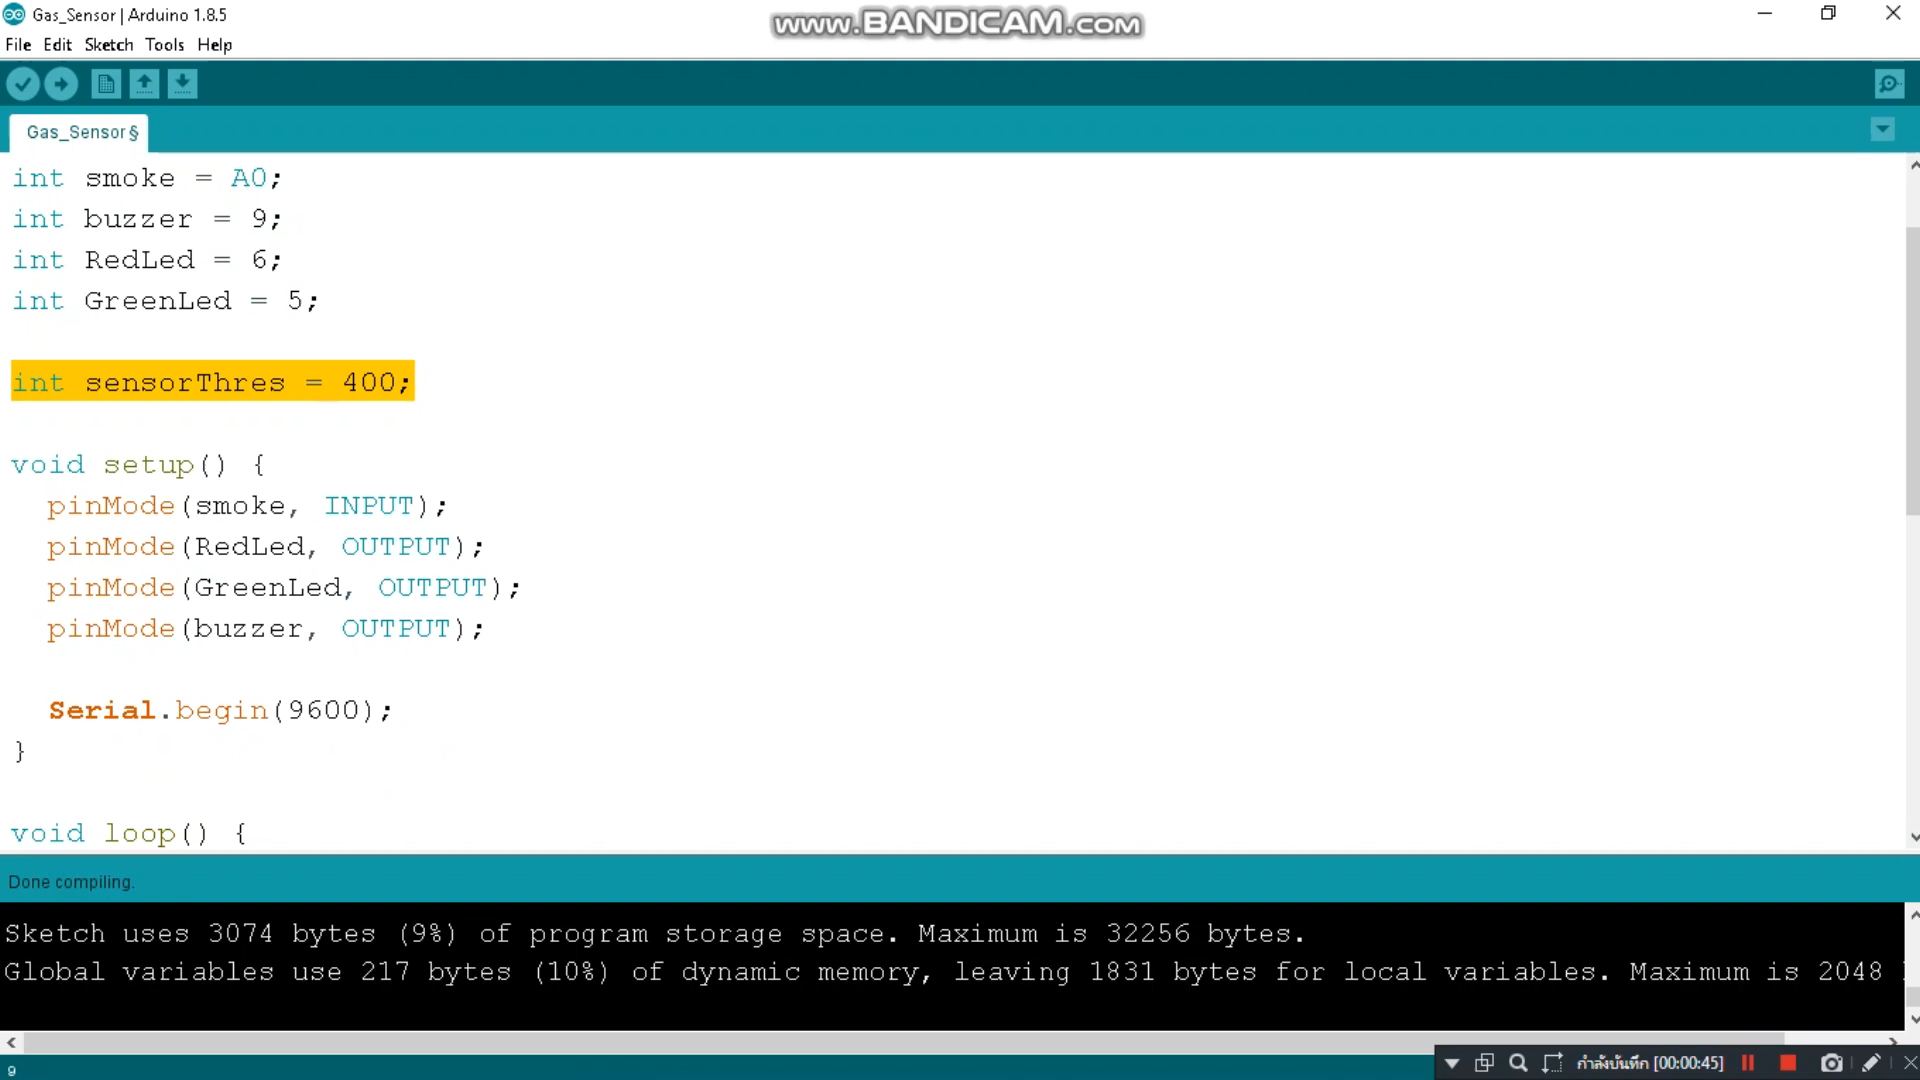 Gas_Sensor | Arduino 1.8.5
www.BANDICAM.com
File Edit Sketch Tools Help
Gas_Sensor§
int smoke = A0;
int buzzer = 9;
int RedLed = 6;
int GreenLed = 5;
int sensorThres = 400;
void setup() {
pinMode(smoke, INPUT);
pinMode(RedLed, OUTPUT);
pinMode(GreenLed, OUTPUT);
pinMode(buzzer, OUTPUT);
Serial.begin(9600);
}
void loop() {
Done compiling.
Sketch uses 3074 bytes (9%) of program storage space. Maximum is 32256 bytes.
Global variables use 217 bytes (10%) of dynamic memory, leaving 1831 bytes for local variables. Maximum is 2048
9
กำลังบันทึก [00:00:45]